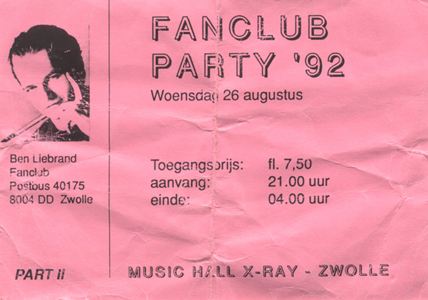 FANCLUB
PARTY '92
Woensdag 26 augustus
Ben Liebrand
Fanclub
Postbus 40175
8004 DD Zwolle
Toegangsprijs: fl. 7,50
aanvang: 21.00 uur
einde: 04.00 uur
PART II
MUSIC HALL X-RAY - ZWOLLE